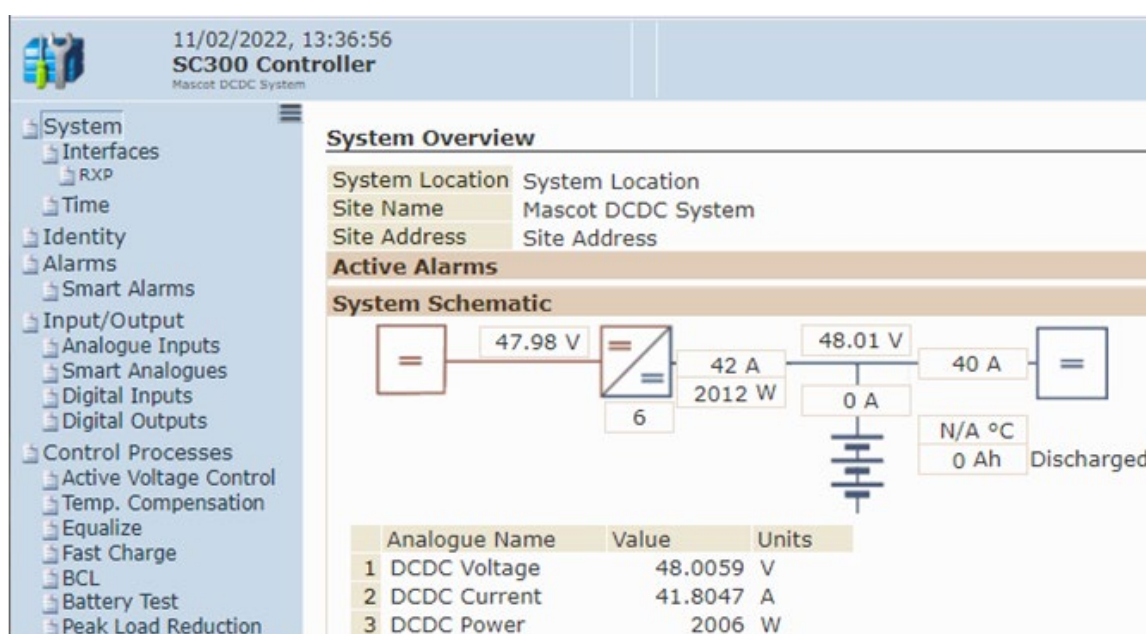 11/02/2022, 13:36:56
SC300 Controller
Mascot DCDC System
System
Interfaces
RXP
Time
Identity
Alarms
Smart Alarms
Input/Output
Analogue Inputs
Smart Analogues
Digital Inputs
Digital Outputs
Control Processes
Active Voltage Control
Temp. Compensation
Equalize
Fast Charge
BCL
Battery Test
Peak Load Reduction
System Overview
System Location System Location
Site Name Mascot DCDC System
Site Address Site Address
Active Alarms
System Schematic
47.98 V
48.01 V
42 A
40 A
2012 W
0 A
6
N/A °C
0 Ah Discharged
Analogue Name Value Units
1 DCDC Voltage 48.0059 V
2 DCDC Current 41.8047 A
3 DCDC Power 2006 W